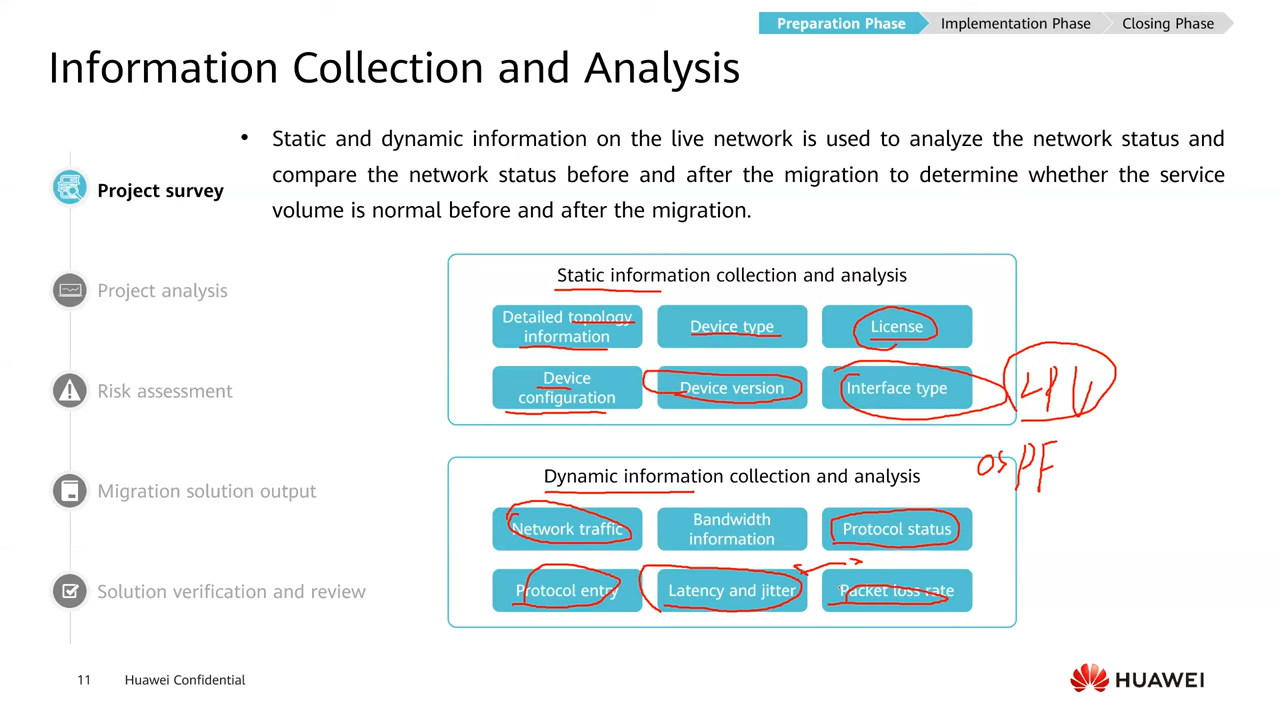 Preparation Phase
Implementation Phase
Closing Phase
Information Collection and Analysis
• Static and dynamic information on the live network is used to analyze the network status and
compare the network status before and after the migration to determine whether the service
volume is normal before and after the migration.
Project survey
Project analysis
Risk assessment
Migration solution output
Solution verification and review
Static information collection and analysis
Detailed topology
information
Device type
License
Device
configuration
Device version
Interface type
Dynamic information collection and analysis
OSPF
Network traffic
Bandwidth
information
Protocol status
Protocol entry
Latency and jitter
Packet loss rate
11
Huawei Confidential
HUAWEI